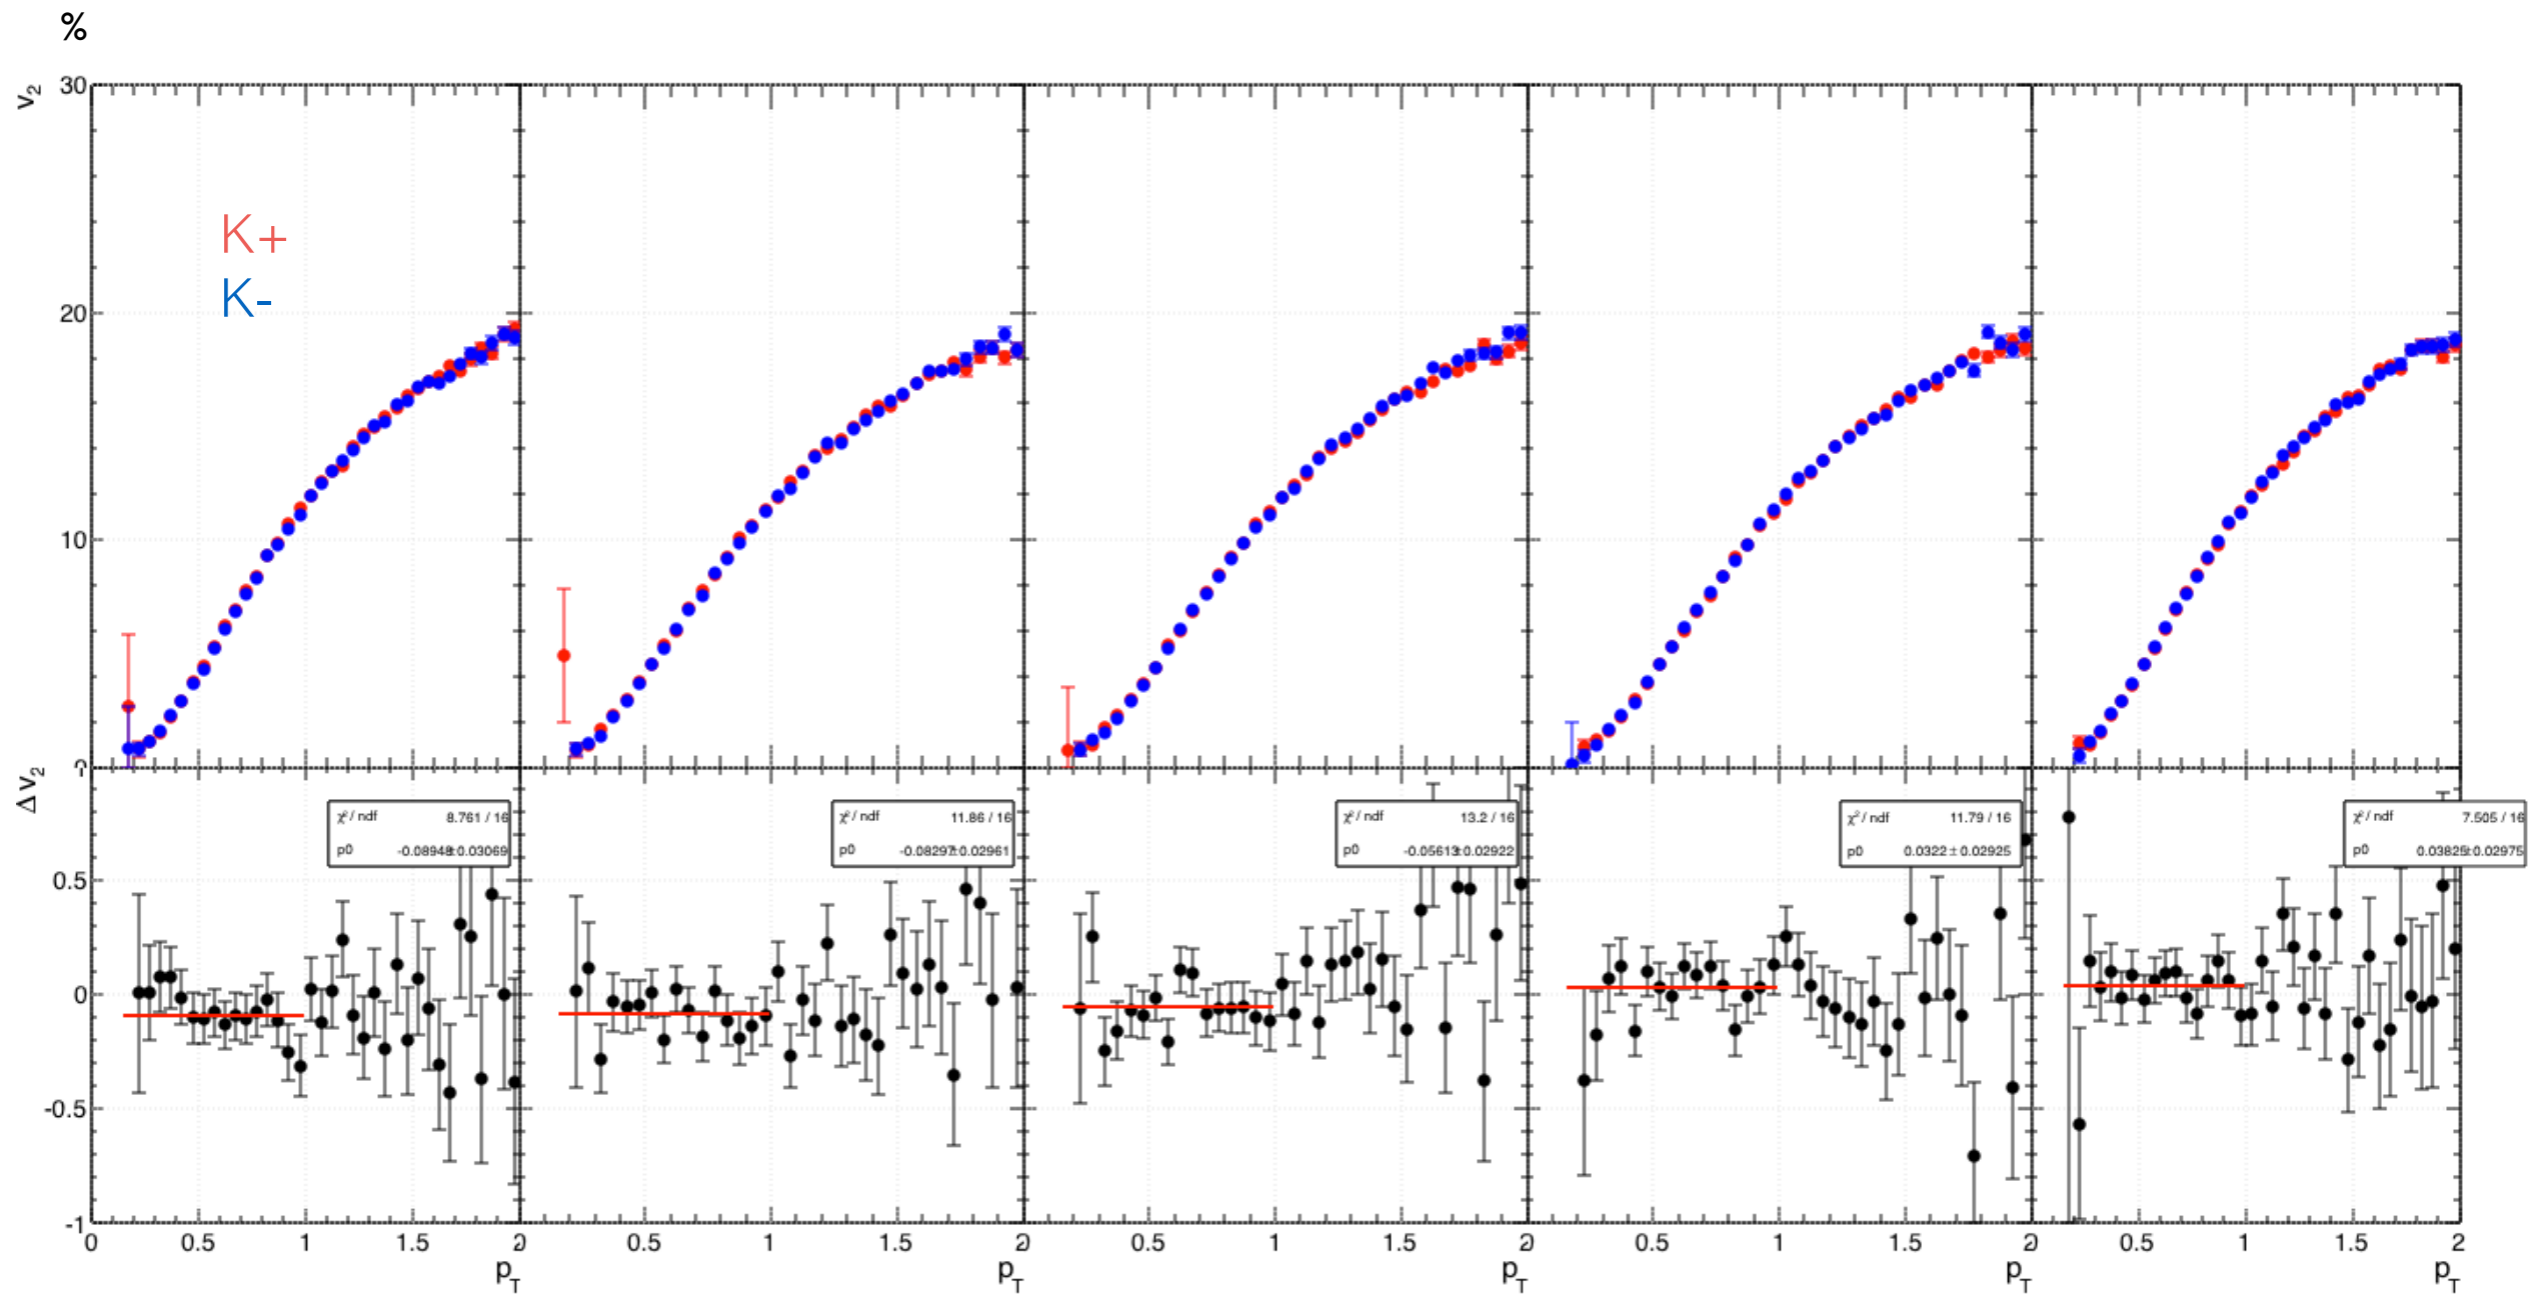 %
v2
30
20
10
0
K+
K-
Δv2
0.5
0
-0.5
-1
χ²/ ndf 8.761 / 16
p0 -0.08948±0.03069
χ²/ ndf 11.86 / 16
p0 -0.08297±0.02961
χ²/ ndf 13.2 / 16
p0 -0.05613±0.02922
χ²/ ndf 11.79 / 16
p0 0.0322±0.02925
χ²/ ndf 7.505 / 16
p0 0.03825±0.02975
0 0.5 1 1.5 2 0.5 1 1.5 2 0.5 1 1.5 2 0.5 1 1.5 2 0.5 1 1.5 2
pT pT pT pT pT